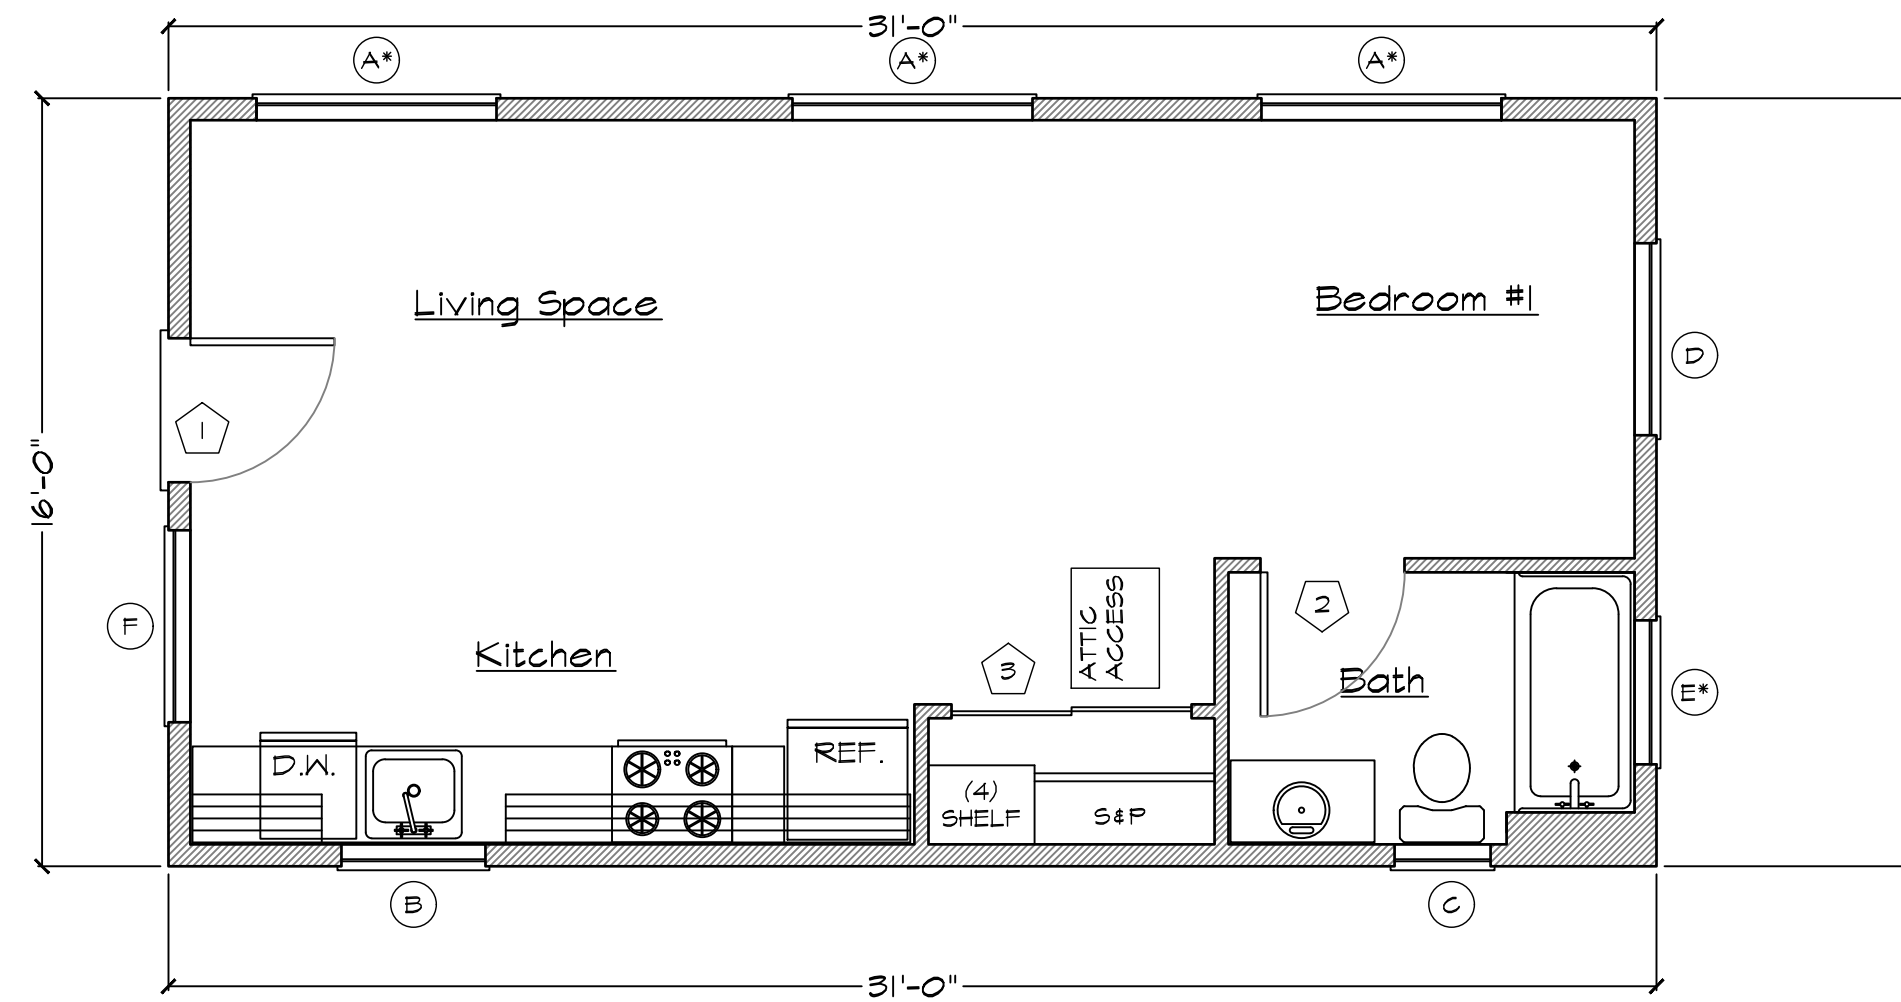 31'-0"
A*
A*
A*
Living Space
Bedroom #1
D
1
16'-0"
2
F
Kitchen
3
ATTIC
ACCESS
Bath
E*
D.W.
REF.
(4)
SHELF
S&P
B
C
31'-0"